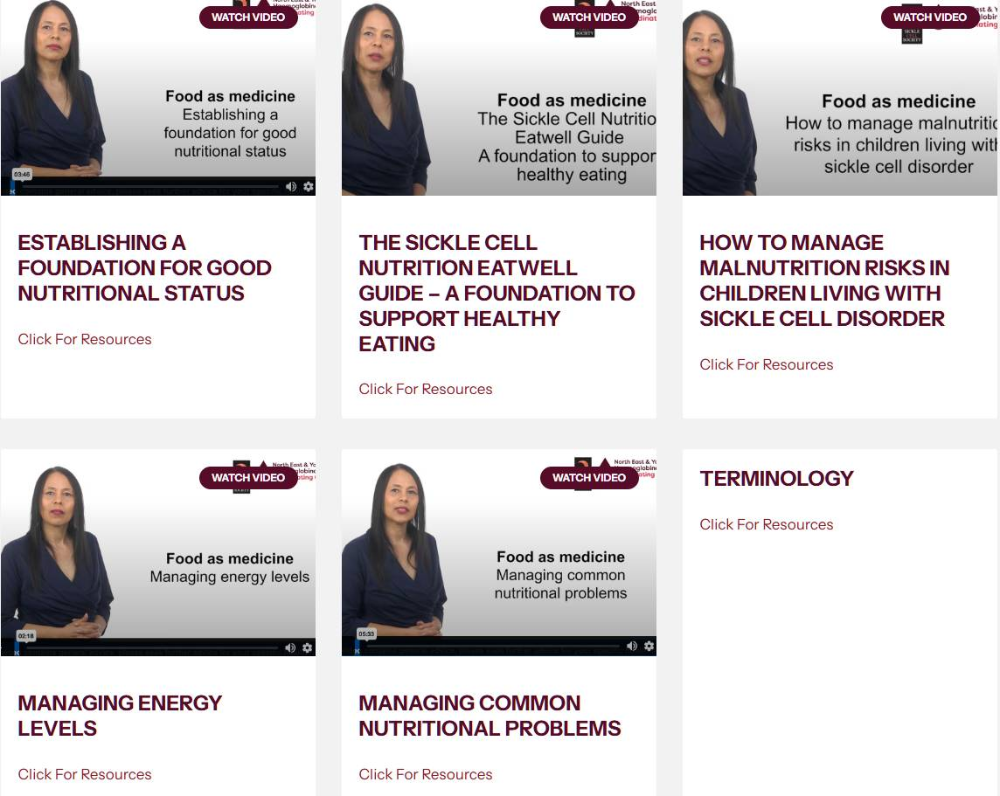 WATCH VIDEO
Food as medicine
Establishing a
foundation for good
nutritional status
03:46
ESTABLISHING A
FOUNDATION FOR GOOD
NUTRITIONAL STATUS
Click For Resources
North East
WATCH VIDEO
SOCIETY
Food as medicine
The Sickle Cell Nutritio
Eatwell Guide
A foundation to suppor
healthy eating
THE SICKLE CELL
NUTRITION EATWELL
GUIDE – A FOUNDATION TO
SUPPORT HEALTHY
EATING
Click For Resources
East & Y
WATCH VIDEO
SICKLE
CELL
SOCIETY
Food as medicine
How to manage malnutritio
risks in children living with
sickle cell disorder
HOW TO MANAGE
MALNUTRITION RISKS IN
CHILDREN LIVING WITH
SICKLE CELL DISORDER
Click For Resources
North East & Yo
WATCH VIDEO
SOCIETY
Food as medicine
Managing energy levels
02:18
MANAGING ENERGY
LEVELS
Click For Resources
North East & Yo
WATCH VIDEO
Food as medicine
Managing common
nutritional problems
05:33
MANAGING COMMON
NUTRITIONAL PROBLEMS
Click For Resources
TERMINOLOGY
Click For Resources